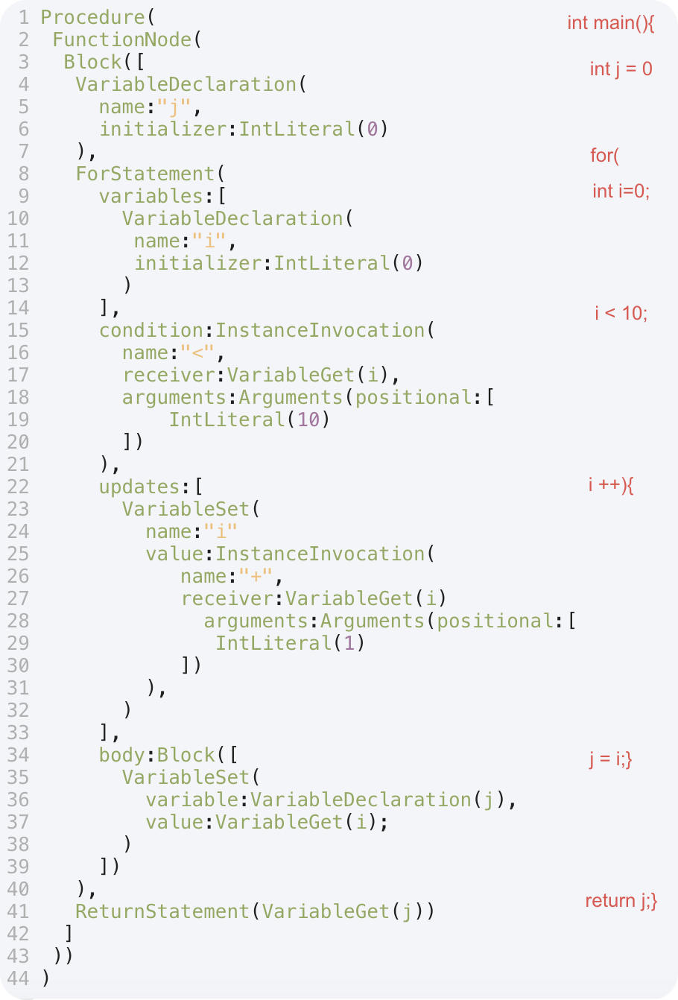 1 Procedure(
int main(){
2 FunctionNode(
3 Block([
int j = 0
4 VariableDeclaration(
5 name:"j",
6 initializer:IntLiteral(0)
7 ),
for(
8 ForStatement(
9 variables:[
int i=0;
10 VariableDeclaration(
11 name:"i",
12 initializer:IntLiteral(0)
13 )
14 ],
i < 10;
15 condition:InstanceInvocation(
16 name:"<",
17 receiver:VariableGet(i),
18 arguments:Arguments(positional:[
19 IntLiteral(10)
20 ])
21 ),
22 updates:[
i ++){
23 VariableSet(
24 name:"i"
25 value:InstanceInvocation(
26 name:"+",
27 receiver:VariableGet(i)
28 arguments:Arguments(positional:[
29 IntLiteral(1)
30 ])
31 ),
32 )
33 ],
34 body:Block([
j = i;}
35 VariableSet(
36 variable:VariableDeclaration(j),
37 value:VariableGet(i);
38 )
39 ])
40 ),
return j;}
41 ReturnStatement(VariableGet(j))
42 ]
43 ))
44 )